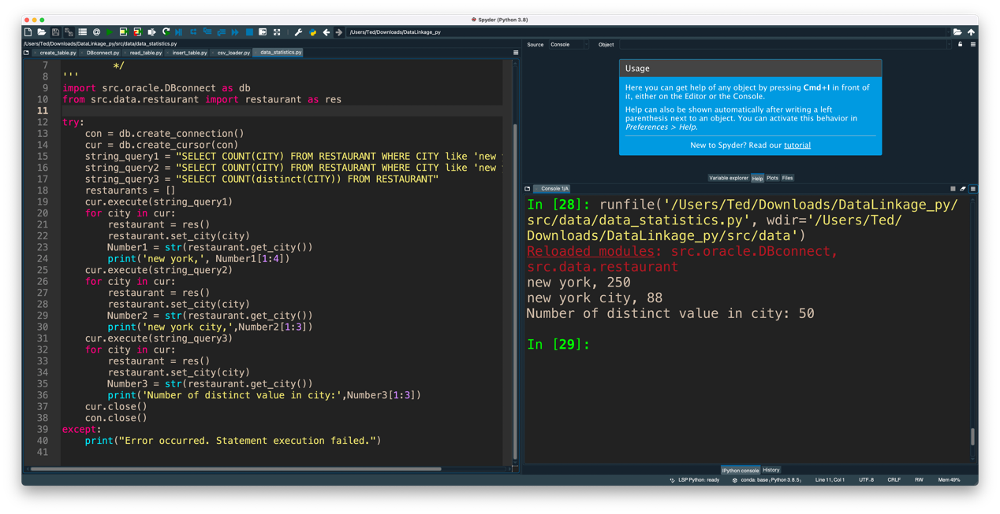 Spyder (Python 3.8)
/Users/Ted/Downloads/DataLinkage_py
/Users/Ted/Downloads/DataLinkage_py/src/data/data_statistics.py
create_table.py DBconnect.py read_table.py insert_table.py csv_loader.py data_statistics.py
7 */
8 '''
9 import src.oracle.DBconnect as db
10 from src.data.restaurant import restaurant as res
11
12 try:
13 con = db.create_connection()
14 cur = db.create_cursor(con)
15 string_query1 = "SELECT COUNT(CITY) FROM RESTAURANT WHERE CITY like 'new
16 string_query2 = "SELECT COUNT(CITY) FROM RESTAURANT WHERE CITY like 'new
17 string_query3 = "SELECT COUNT(distinct(CITY)) FROM RESTAURANT"
18 restaurants = []
19 cur.execute(string_query1)
20 for city in cur:
21 restaurant = res()
22 restaurant.set_city(city)
23 Number1 = str(restaurant.get_city())
24 print('new york,', Number1[1:4])
25 cur.execute(string_query2)
26 for city in cur:
27 restaurant = res()
28 restaurant.set_city(city)
29 Number2 = str(restaurant.get_city())
30 print('new york city,',Number2[1:3])
31 cur.execute(string_query3)
32 for city in cur:
33 restaurant = res()
34 restaurant.set_city(city)
35 Number3 = str(restaurant.get_city())
36 print('Number of distinct value in city:',Number3[1:3])
37 cur.close()
38 con.close()
39 except:
40 print("Error occurred. Statement execution failed.")
41
Source Console Object
Usage
Here you can get help of any object by pressing Cmd+I in front of
it, either on the Editor or the Console.
Help can also be shown automatically after writing a left
parenthesis next to an object. You can activate this behavior in
Preferences > Help.
New to Spyder? Read our tutorial
Variable explorer Help Plots Files
Console 1/A
In [28]: runfile('/Users/Ted/Downloads/DataLinkage_py/
src/data/data_statistics.py', wdir='/Users/Ted/
Downloads/DataLinkage_py/src/data')
Reloaded modules: src.oracle.DBconnect,
src.data.restaurant
new york, 250
new york city, 88
Number of distinct value in city: 50
In [29]:
IPython console History
LSP Python: ready conda: base (Python 3.8.5) Line 11, Col 1 UTF-8 CRLF RW Mem 49%